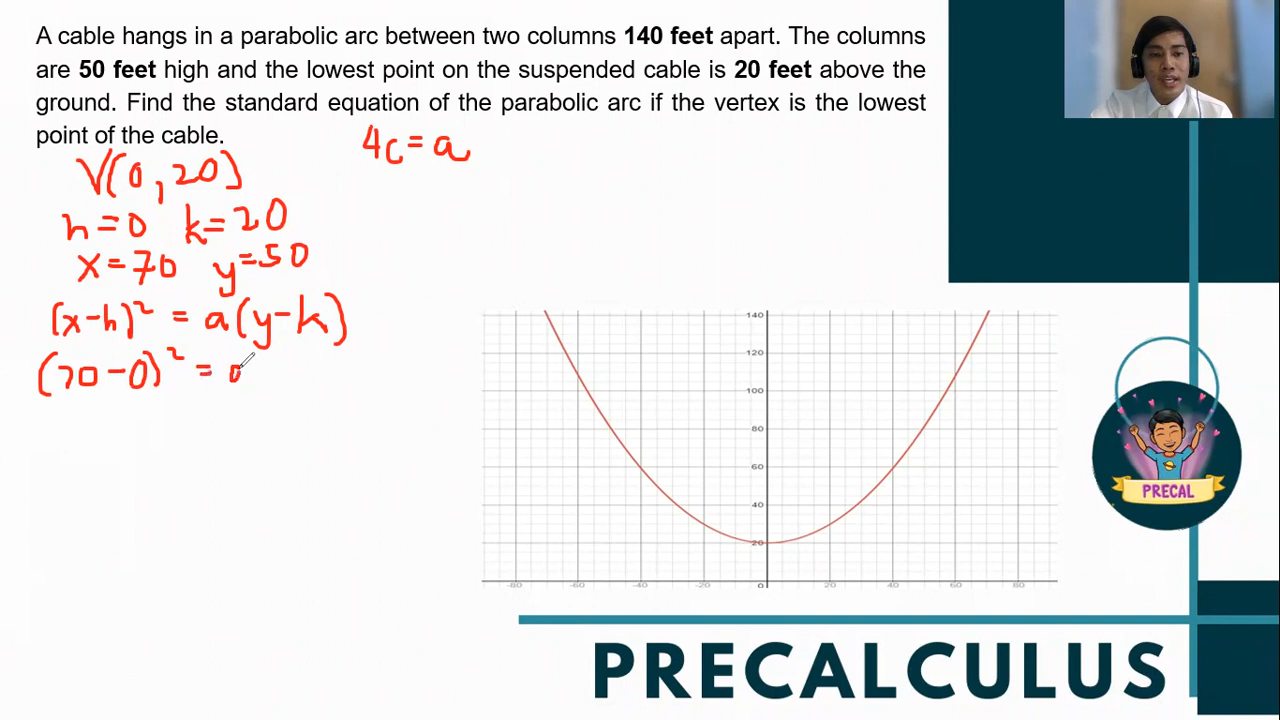 A cable hangs in a parabolic arc between two columns 140 feet apart. The columns
are 50 feet high and the lowest point on the suspended cable is 20 feet above the
ground. Find the standard equation of the parabolic arc if the vertex is the lowest
point of the cable.
4c = a
V(0, 20)
h = 0 k = 20
x = 70 y = 50
(x-h)² = a(y-k)
(70-0)² =
140
120
100
80
60
40
20
-80 -60 -40 -20 0 20 40 60 80
PRECAL
PRECALCULUS